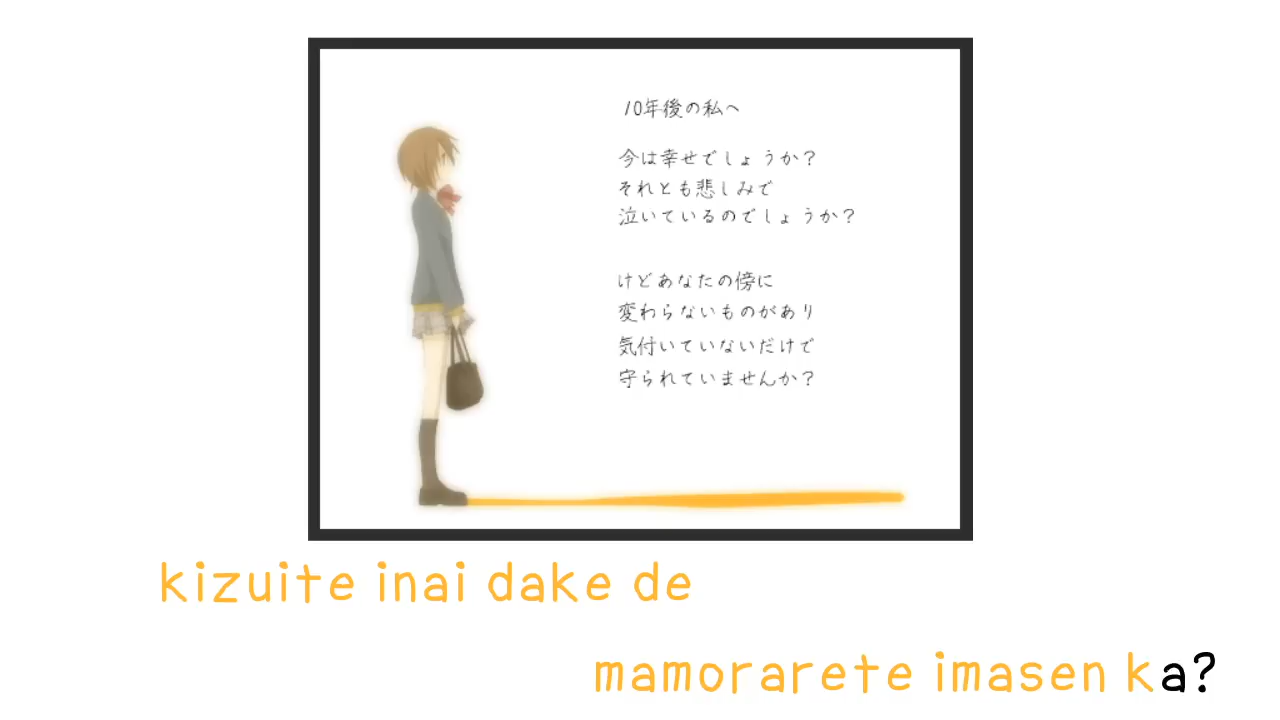 10年後の私へ
今は幸せでしょうか？
それとも悲しみで
泣いているのでしょうか？
けどあなたの傍に
変わらないものがあり
気付いていないだけで
守られていませんか？
kizuite inai dake de
mamorarete imasen ka?